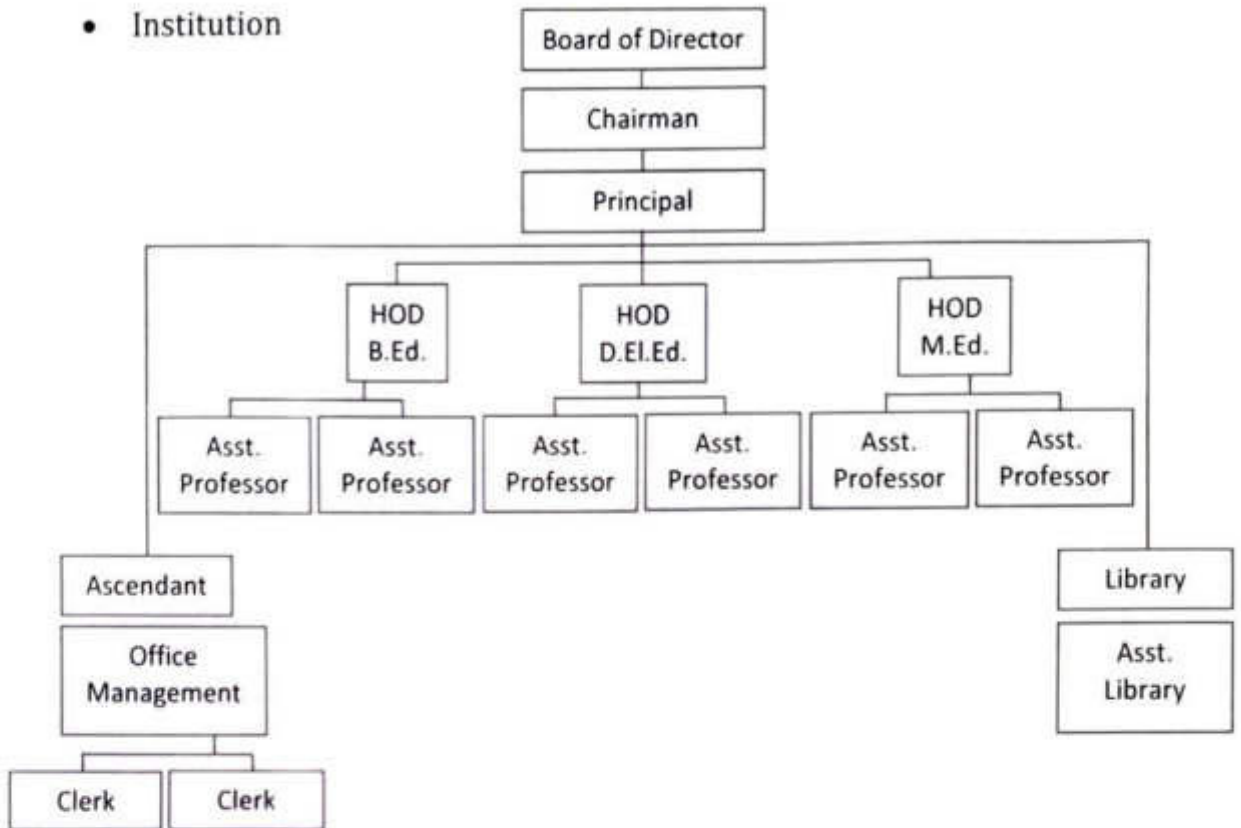 • Institution
Board of Director
Chairman
Principal
HOD
B.Ed.
HOD
D.El.Ed.
HOD
M.Ed.
Asst.
Professor
Asst.
Professor
Asst.
Professor
Asst.
Professor
Asst.
Professor
Asst.
Professor
Ascendant
Library
Office
Management
Asst.
Library
Clerk
Clerk